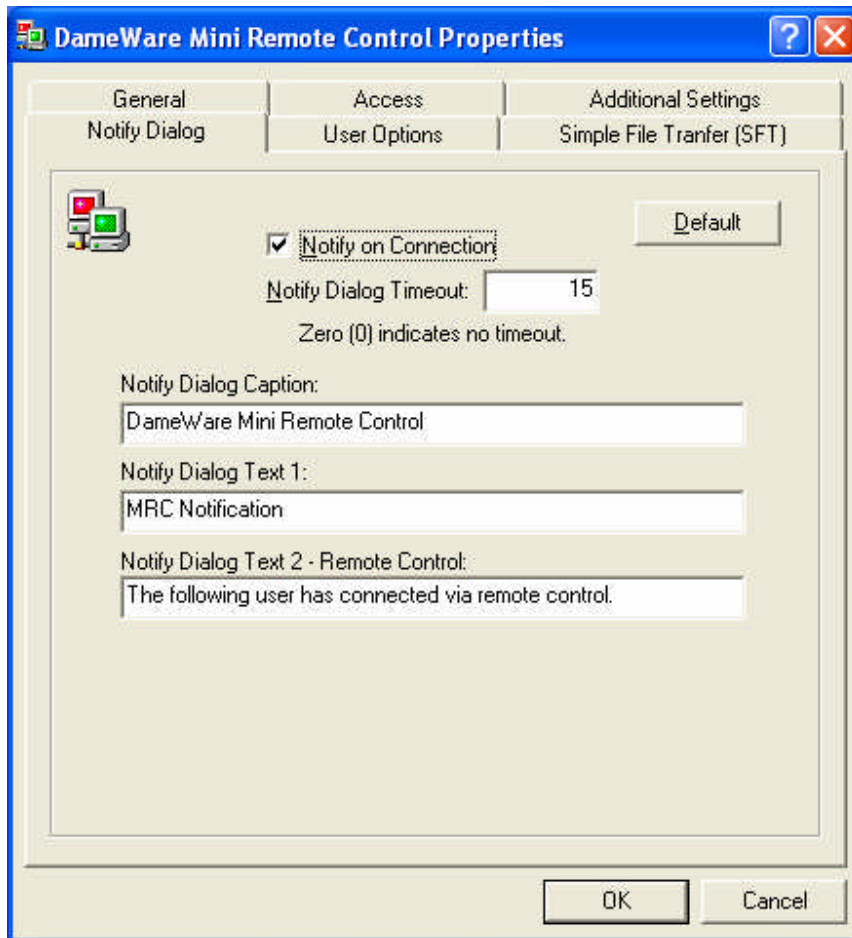 DameWare Mini Remote Control Properties
General Access Additional Settings
Notify Dialog User Options Simple File Tranfer (SFT)
Default
Notify on Connection
Notify Dialog Timeout: 15
Zero (0) indicates no timeout.
Notify Dialog Caption:
DameWare Mini Remote Control
Notify Dialog Text 1:
MRC Notification
Notify Dialog Text 2 - Remote Control:
The following user has connected via remote control.
OK Cancel